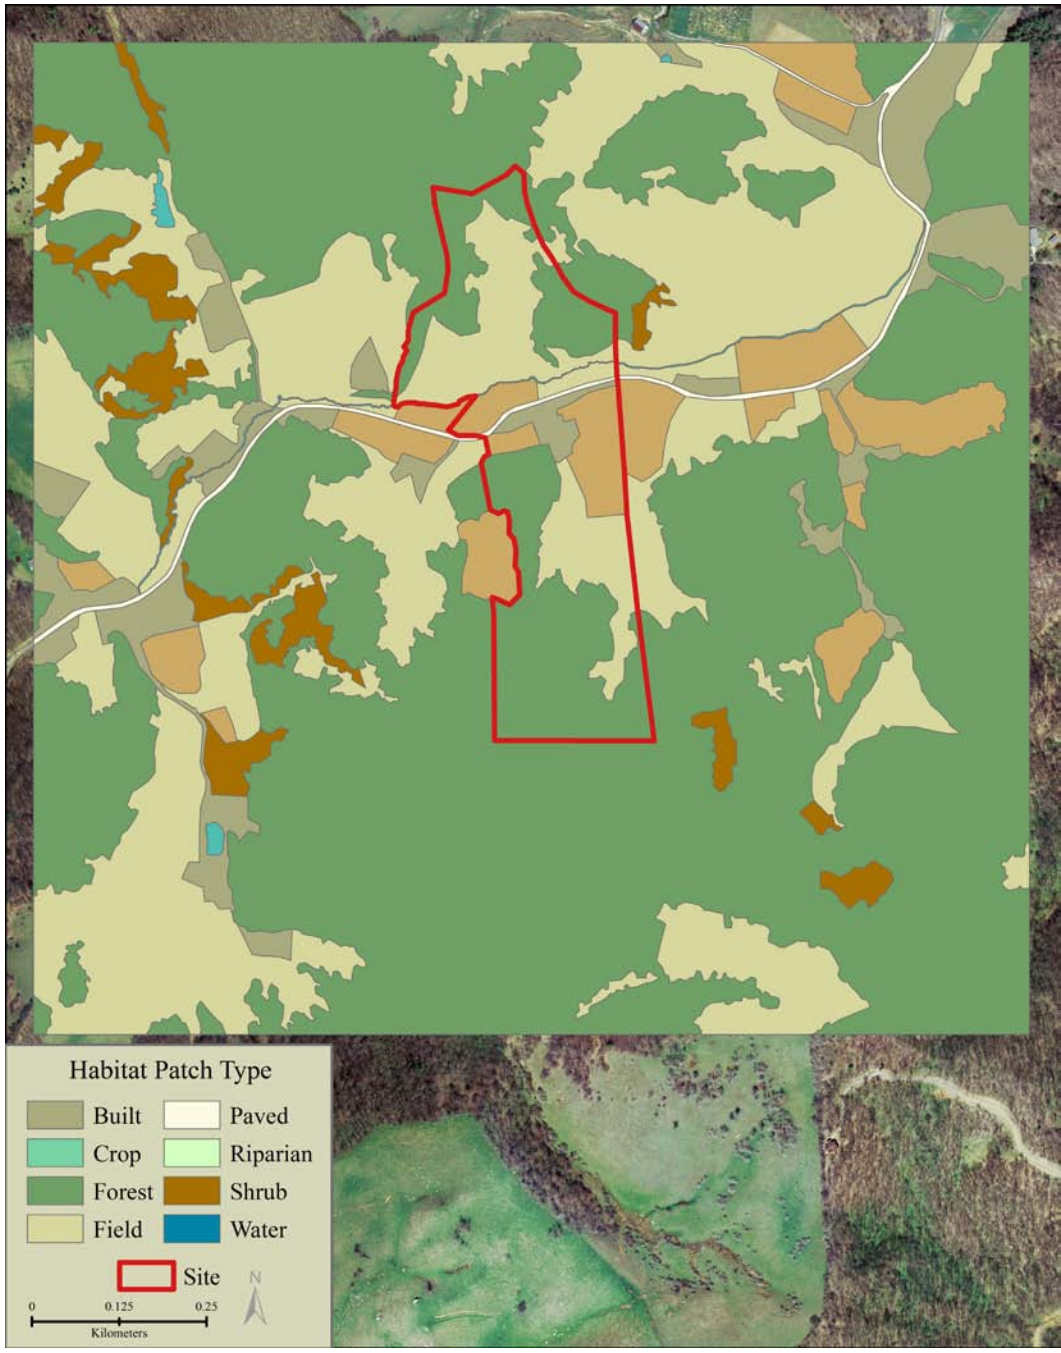 Habitat Patch Type
Built
Paved
Crop
Riparian
Forest
Shrub
Field
Water
Site
N
0
0.125
0.25
Kilometers